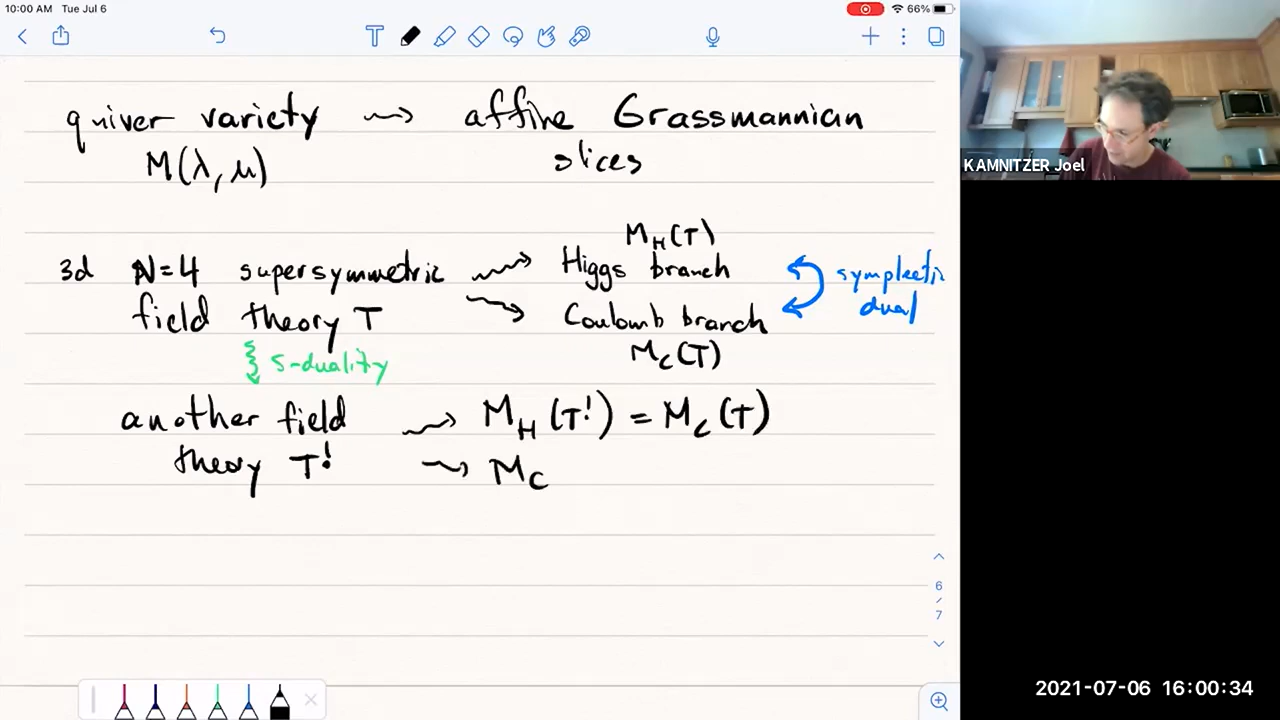 10:00 AM Tue Jul 6
66%
quiver variety ⇝ affine Grassmannian
M(λ, μ) slices
M_H(T)
3d N=4 supersymmetric ⇝ Higgs branch symplectic
field theory T ⇝ Coulomb branch dual
S-duality M_C(T)
another field ⇝ M_H(T!) = M_C(T)
theory T! ⇝ M_C
6
/
7
KAMNITZER Joel
2021-07-06 16:00:34